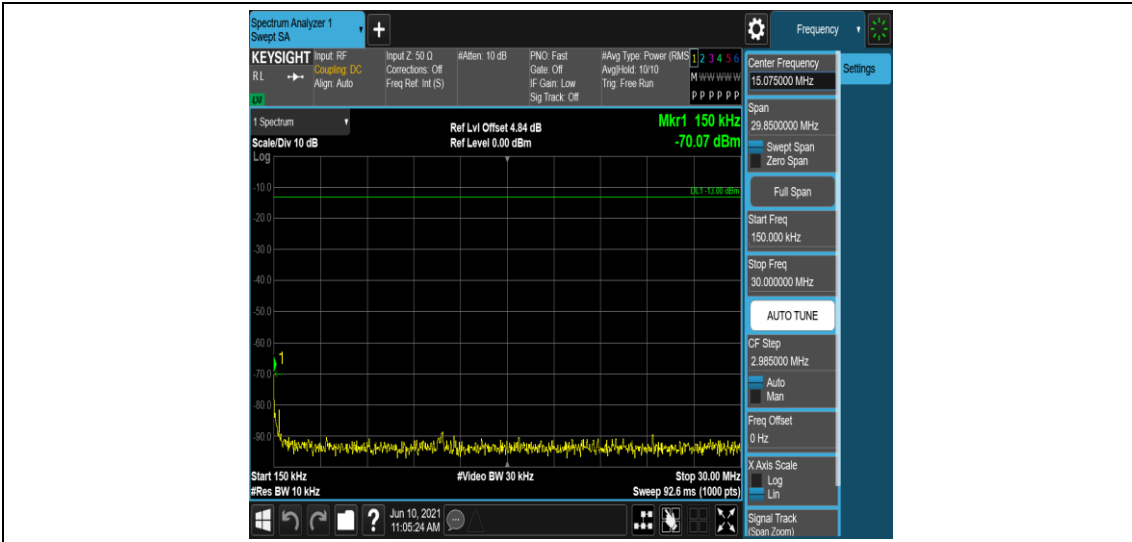 Spectrum Analyzer 1
Swept SA
+
Frequency
KEYSIGHT
RL
LXI
Input: RF
Coupling: DC
Align: Auto
Input Z: 50 Ω
Corrections: Off
Freq Ref: Int (S)
#Atten: 10 dB
PNO: Fast
Gate: Off
IF Gain: Low
Sig Track: Off
#Avg Type: Power (RMS
Avg|Hold: 10/10
Trig: Free Run
1 2 3 4 5 6
M W W W W W
P P P P P P
1 Spectrum
Scale/Div 10 dB
Log
Ref Lvl Offset 4.84 dB
Ref Level 0.00 dBm
Mkr1 150 kHz
-70.07 dBm
DL1 -13.00 dBm
-10.0
-20.0
-30.0
-40.0
-50.0
-60.0
1
-70.0
-80.0
-90.0
Start 150 kHz
#Res BW 10 kHz
#Video BW 30 kHz
Stop 30.00 MHz
Sweep 92.6 ms (1000 pts)
?
Jun 10, 2021
11:05:24 AM
Center Frequency
15.075000 MHz
Settings
Span
29.8500000 MHz
Swept Span
Zero Span
Full Span
Start Freq
150.000 kHz
Stop Freq
30.000000 MHz
AUTO TUNE
CF Step
2.985000 MHz
Auto
Man
Freq Offset
0 Hz
X Axis Scale
Log
Lin
Signal Track
(Span Zoom)